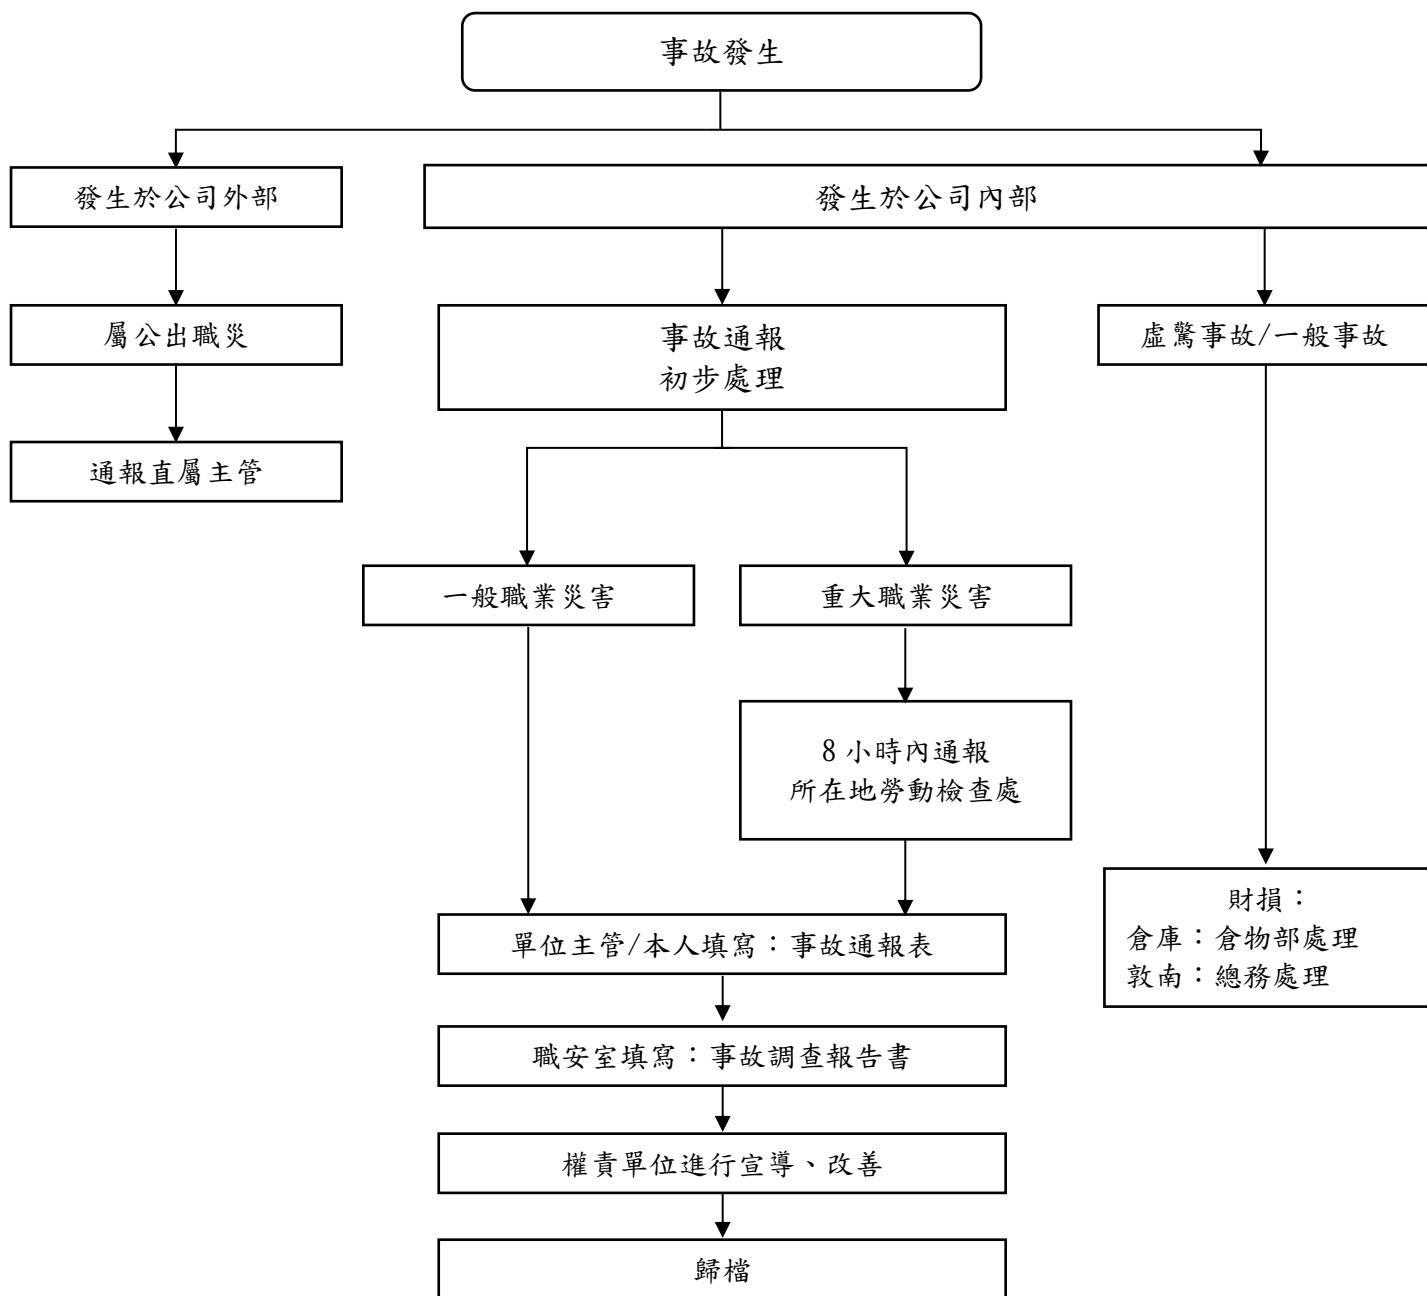 事故發生
發生於公司外部
發生於公司內部
屬公出職災
事故通報
初步處理
虛驚事故/一般事故
通報直屬主管
一般職業災害
重大職業災害
8 小時內通報
所在地勞動檢查處
財損：
倉庫：倉物部處理
敦南：總務處理
單位主管/本人填寫：事故通報表
職安室填寫：事故調查報告書
權責單位進行宣導、改善
歸檔